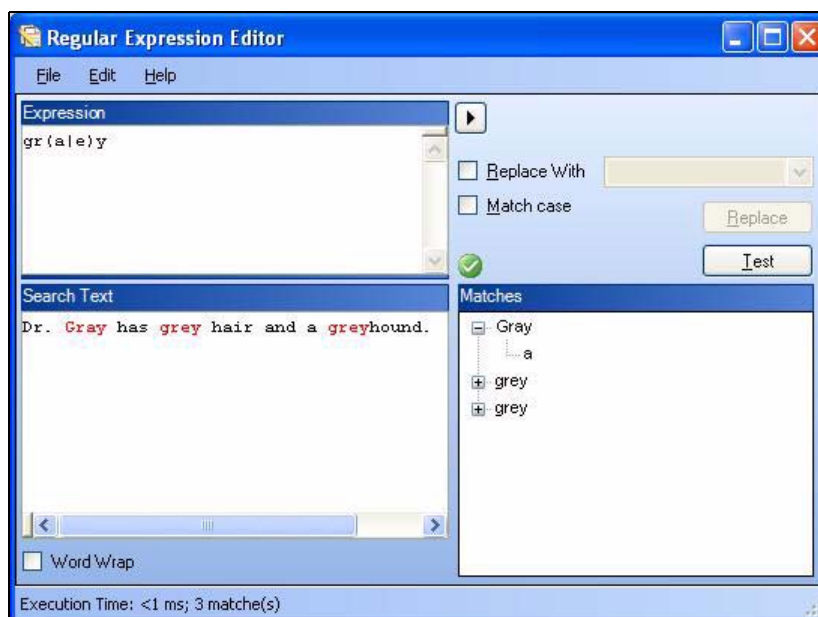 Regular Expression Editor
File Edit Help
Expression
gr(a|e)y
Replace With
Match case
Replace
Test
Search Text
Dr. Gray has grey hair and a greyhound.
Matches
Gray
a
grey
grey
Word Wrap
Execution Time: <1 ms; 3 matche(s)